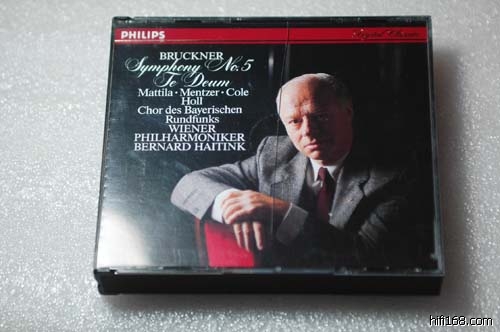 PHILIPS
Digital Classics
BRUCKNER
Symphony No.5
Te Deum
Mattila · Mentzer · Cole
Holl
Chor des Bayerischen
Rundfunks
WIENER
PHILHARMONIKER
BERNARD HAITINK
hifi168.com